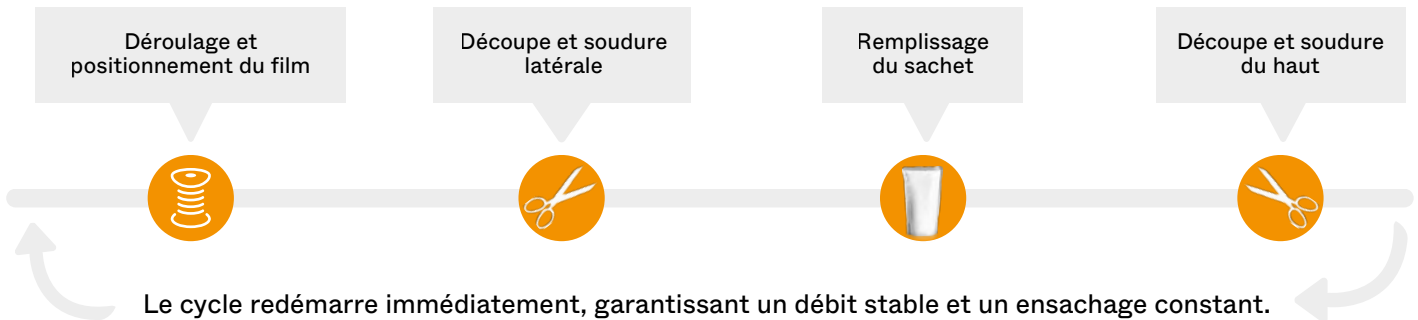 Déroulage et
positionnement du film
Découpe et soudure
latérale
Remplissage
du sachet
Découpe et soudure
du haut
Le cycle redémarre immédiatement, garantissant un débit stable et un ensachage constant.